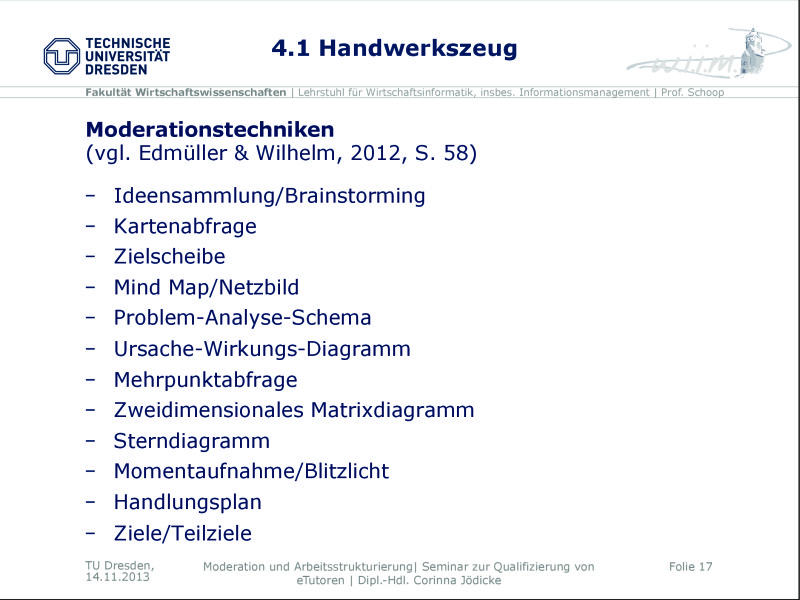 TECHNISCHE
UNIVERSITÄT
DRESDEN
4.1 Handwerkszeug
w.i.i.M.
Fakultät Wirtschaftswissenschaften | Lehrstuhl für Wirtschaftsinformatik, insbes. Informationsmanagement | Prof. Schoop
Moderationstechniken
(vgl. Edmüller & Wilhelm, 2012, S. 58)
– Ideensammlung/Brainstorming
– Kartenabfrage
– Zielscheibe
– Mind Map/Netzbild
– Problem-Analyse-Schema
– Ursache-Wirkungs-Diagramm
– Mehrpunktabfrage
– Zweidimensionales Matrixdiagramm
– Sterndiagramm
– Momentaufnahme/Blitzlicht
– Handlungsplan
– Ziele/Teilziele
TU Dresden,
14.11.2013
Moderation und Arbeitsstrukturierung| Seminar zur Qualifizierung von
eTutoren | Dipl.-Hdl. Corinna Jödicke
Folie 17